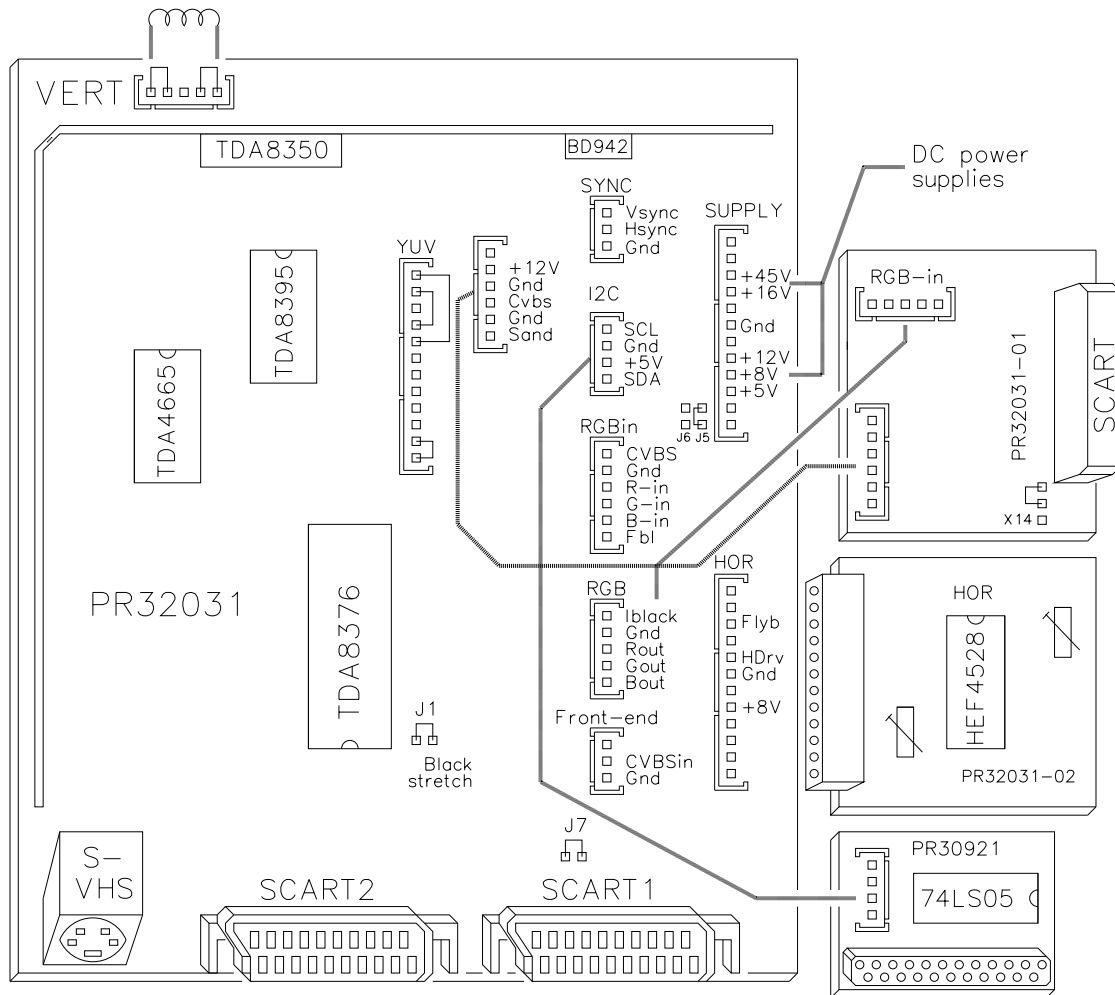 VERT
TDA8350
BD942
DC power
supplies
SYNC
Vsync
Hsync
Gnd
SUPPLY
+45V
+16V
Gnd
+12V
+8V
+5V
YUV
+12V
Gnd
Cvbs
Gnd
Sand
I2C
SCL
Gnd
+5V
SDA
TDA8395
TDA4665
J6 J5
RGBin
CVBS
Gnd
R-in
G-in
B-in
Fbl
RGB-in
PR32031-01
SCART
X14
PR32031
TDA8376
RGB
Iblack
Gnd
Rout
Gout
Bout
HOR
Flyb
HDrv
Gnd
+8V
HOR
HEF4528
PR32031-02
J1
Black
stretch
Front-end
CVBSin
Gnd
J7
S-
VHS
SCART2
SCART1
PR30921
74LS05